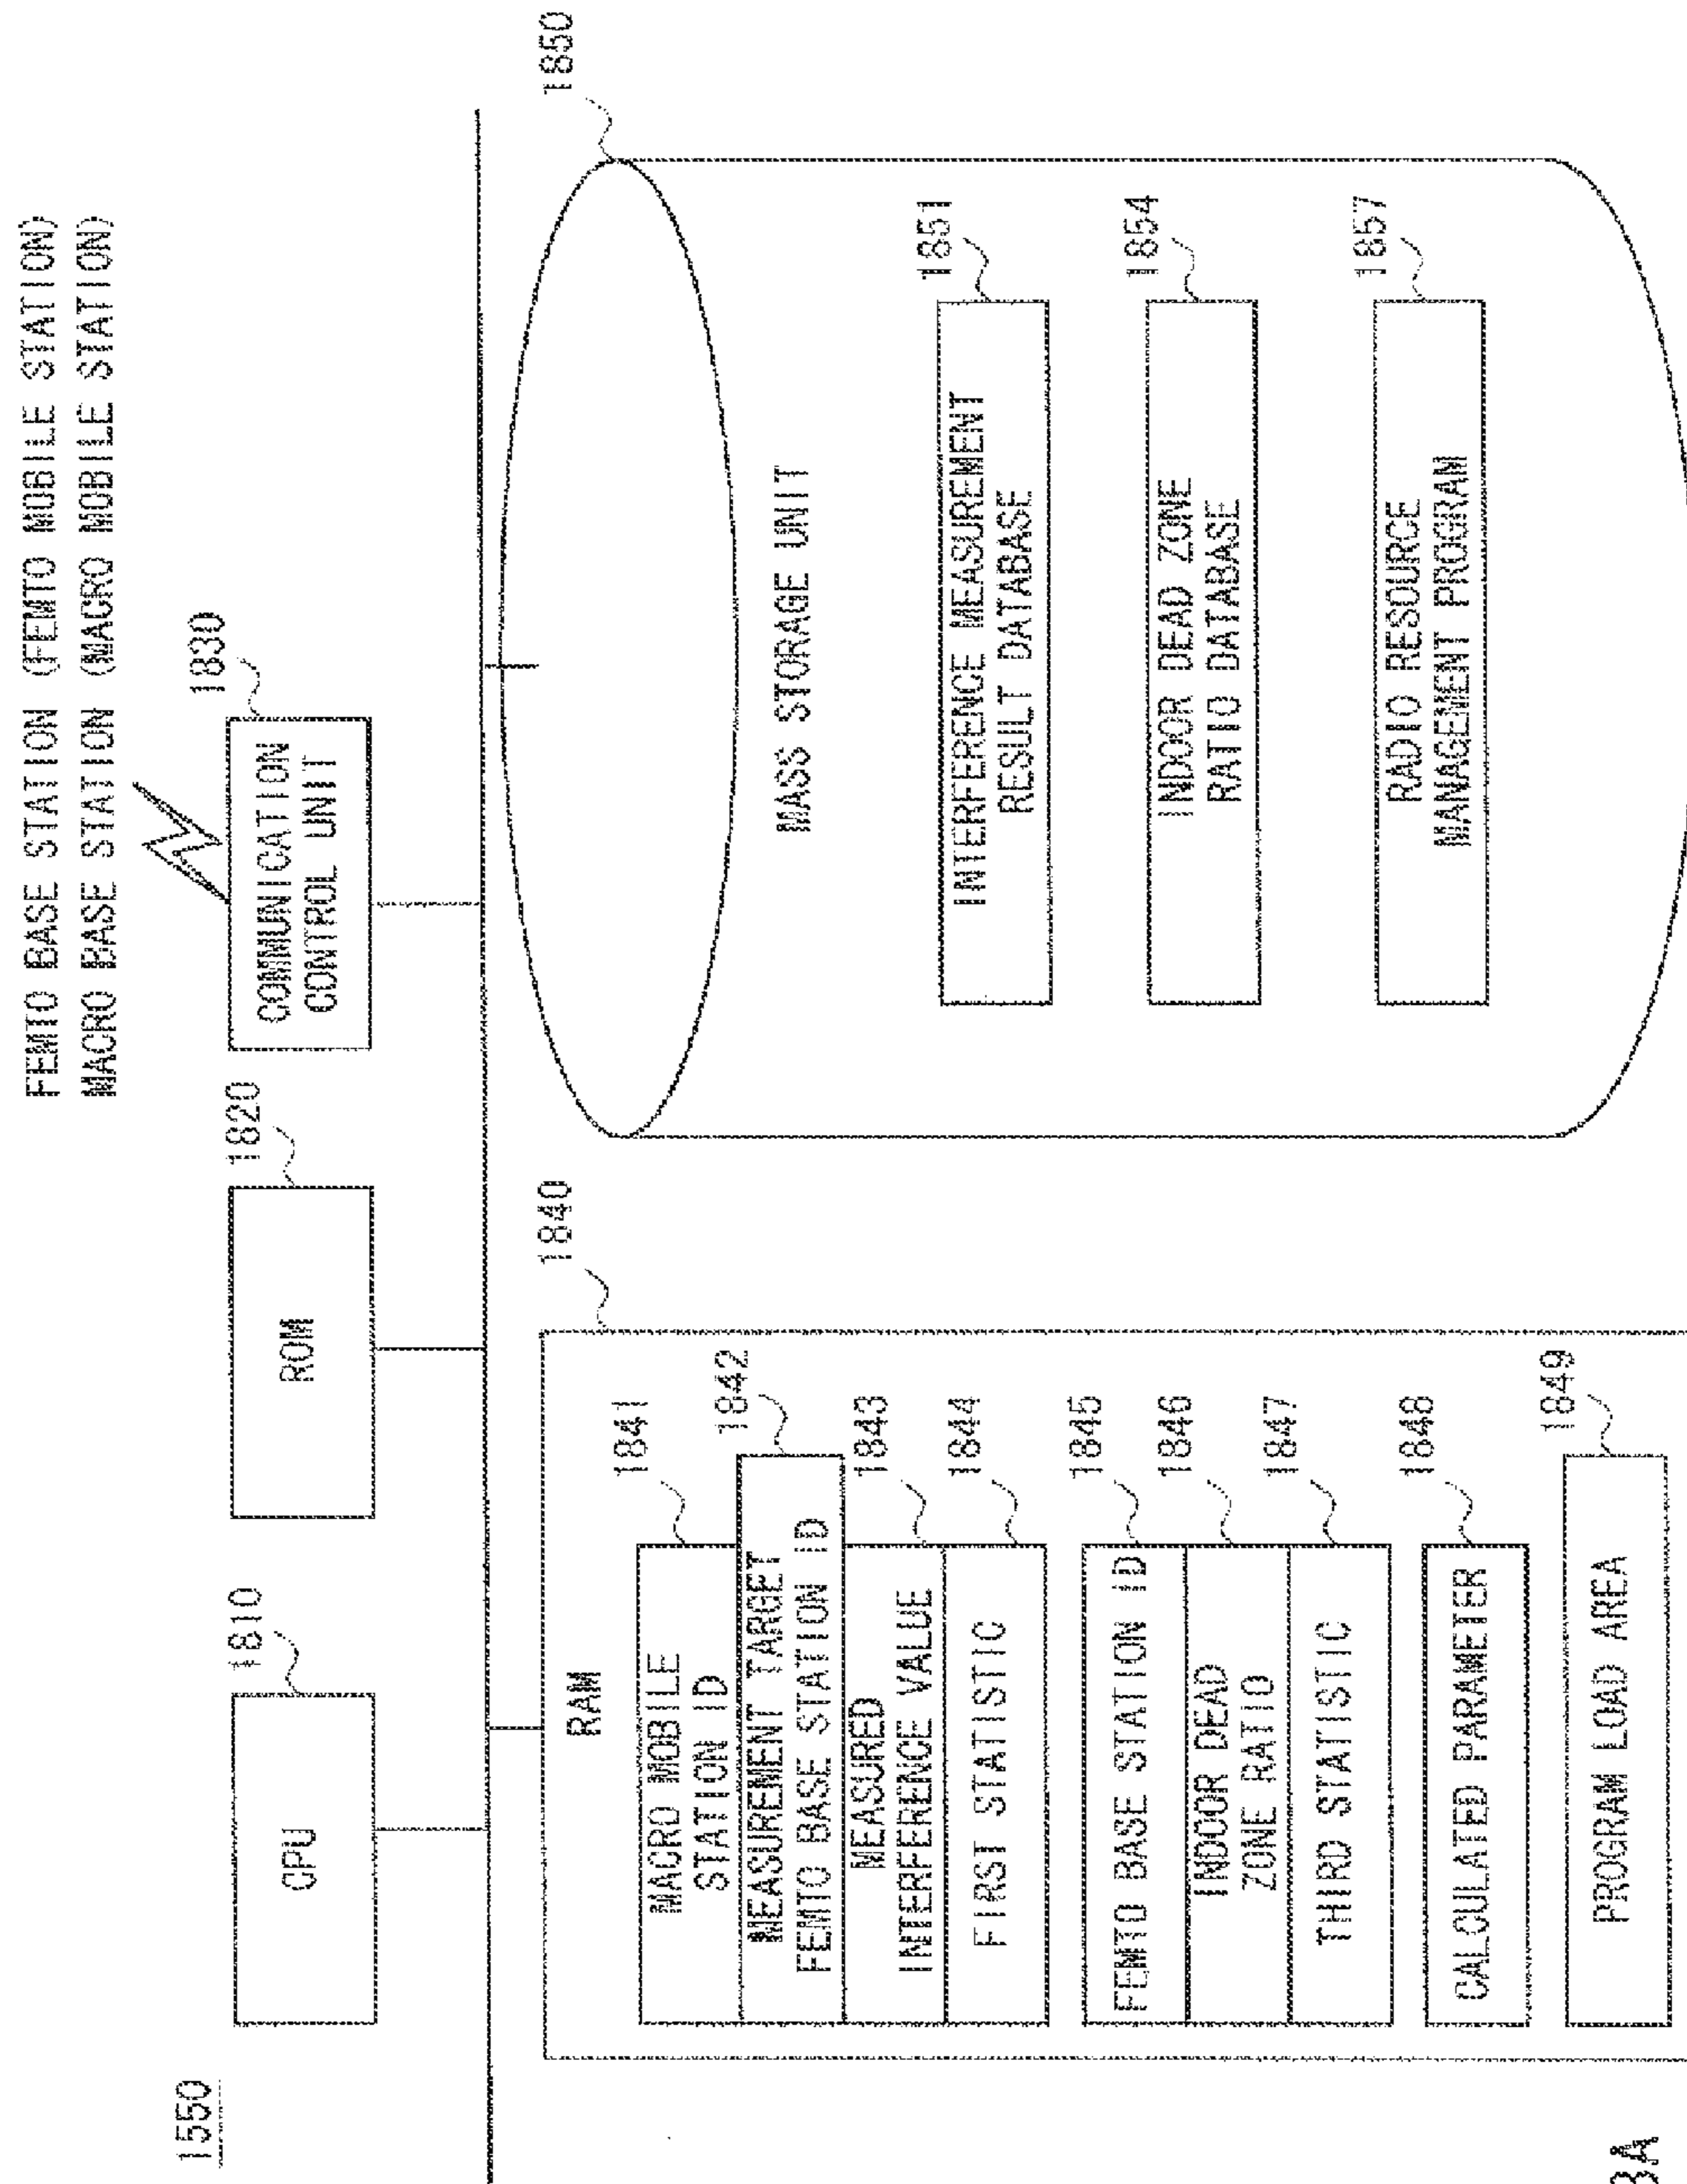 1550
FEMTO BASE STATION (FEMTO MOBILE STATION)
MACRO BASE STATION (MACRO MOBILE STATION)
1810
CPU
1820
ROM
1830
COMMUNICATION
CONTROL UNIT
1840
RAM
MACRO MOBILE
STATION ID
1841
MEASUREMENT TARGET
FEMTO BASE STATION ID
1842
MEASURED
INTERFERENCE VALUE
1843
FIRST STATISTIC
1844
FEMTO BASE STATION ID
1845
INDOOR DEAD
ZONE RATIO
1846
THIRD STATISTIC
1847
CALCULATED PARAMETER
1848
PROGRAM LOAD AREA
1849
1850
MASS STORAGE UNIT
INTERFERENCE MEASUREMENT
RESULT DATABASE
1851
INDOOR DEAD ZONE
RATIO DATABASE
1854
RADIO RESOURCE
MANAGEMENT PROGRAM
1857